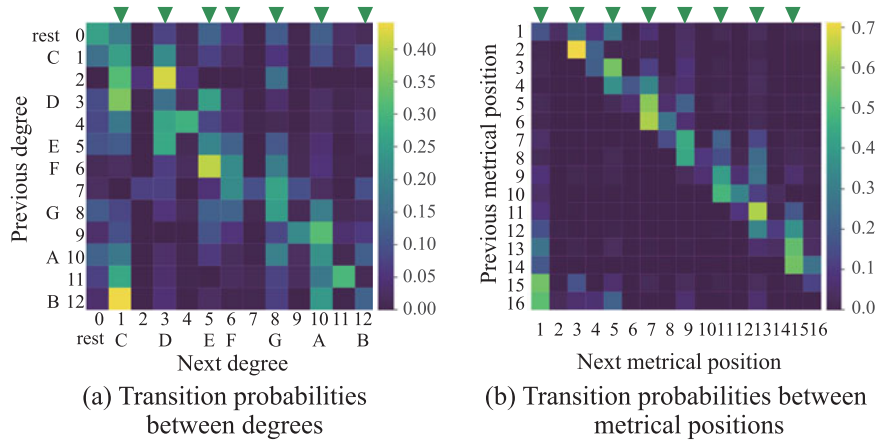 rest 0
C 1
2
D 3
4
E 5
F 6
7
G 8
9
A 10
11
B 12
Previous degree
0 1 2 3 4 5 6 7 8 9 10 11 12
rest C D E F G A B
Next degree
0.40
0.35
0.30
0.25
0.20
0.15
0.10
0.05
0.00
(a) Transition probabilities
between degrees
1
2
3
4
5
6
7
8
9
10
11
12
13
14
15
16
Previous metrical position
1 2 3 4 5 6 7 8 9 10 11 12 13 14 15 16
Next metrical position
0.7
0.6
0.5
0.4
0.3
0.2
0.1
0.0
(b) Transition probabilities between
metrical positions